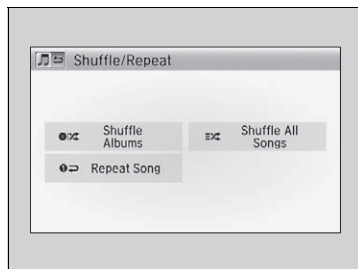 Shuffle/Repeat
Shuffle
Albums
Shuffle All
Songs
Repeat Song